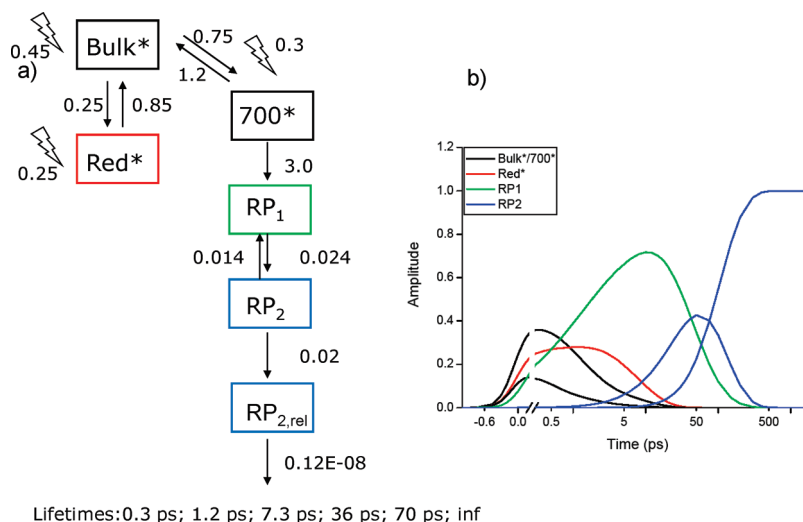 a)
0.45
Bulk*
0.75
1.2
0.3
0.25
0.85
700*
Red*
0.25
3.0
RP1
0.014
0.024
RP2
0.02
RP2,rel
0.12E-08
Lifetimes:0.3 ps; 1.2 ps; 7.3 ps; 36 ps; 70 ps; inf
b)
Bulk*/700*
Red*
RP1
RP2
Amplitude
1.2
1.0
0.8
0.6
0.4
0.2
0.0
-0.6 0.0 0.5 5 50 500
Time (ps)